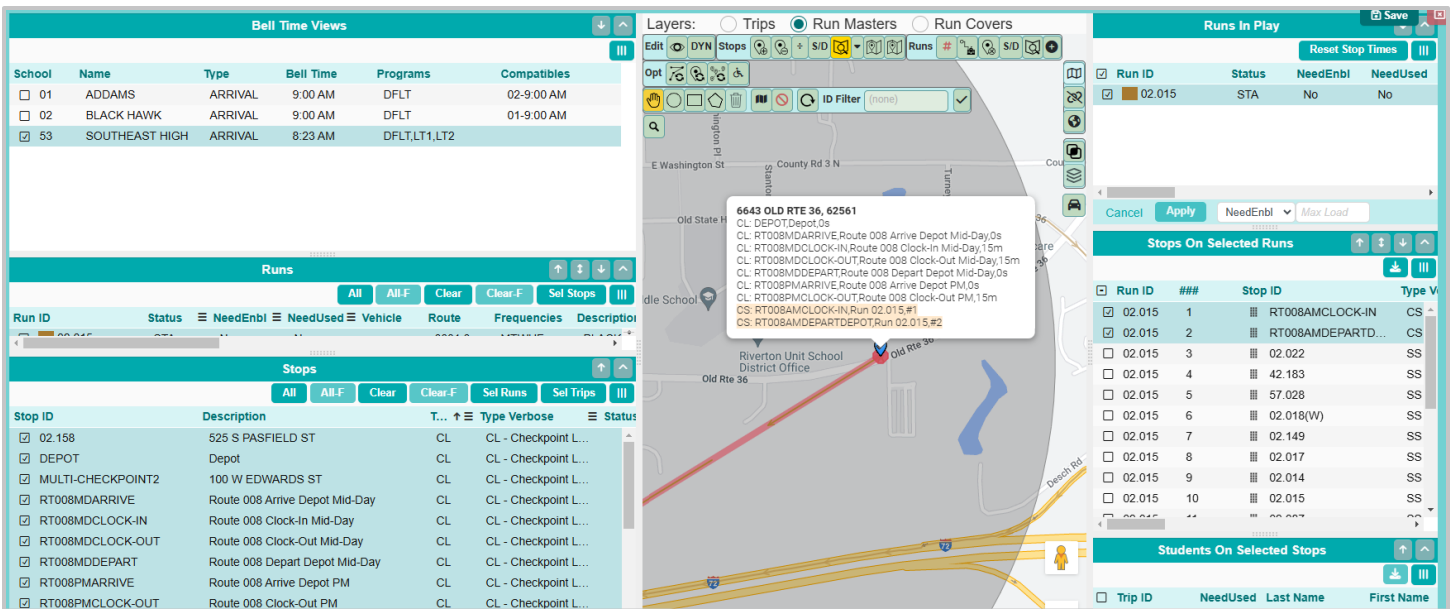 Bell Time Views
School Name Type Bell Time Programs Compatibles
01 ADDAMS ARRIVAL 9:00 AM DFLT 02-9:00 AM
02 BLACK HAWK ARRIVAL 9:00 AM DFLT 01-9:00 AM
53 SOUTHEAST HIGH ARRIVAL 8:23 AM DFLT,LT1,LT2
Runs
All All-F Clear Clear-F Sel Stops
Run ID Status NeedEnbl NeedUsed Vehicle Route Frequencies Description
Stops
All All-F Clear Clear-F Sel Runs Sel Trips
Stop ID Description T... Type Verbose Status
02.158 525 S PASFIELD ST CL CL - Checkpoint L...
DEPOT Depot CL CL - Checkpoint L...
MULTI-CHECKPOINT2 100 W EDWARDS ST CL CL - Checkpoint L...
RT008MDARRIVE Route 008 Arrive Depot Mid-Day CL CL - Checkpoint L...
RT008MDCLOCK-IN Route 008 Clock-In Mid-Day CL CL - Checkpoint L...
RT008MDCLOCK-OUT Route 008 Clock-Out Mid-Day CL CL - Checkpoint L...
RT008MDDEPART Route 008 Depart Depot Mid-Day CL CL - Checkpoint L...
RT008PMARRIVE Route 008 Arrive Depot PM CL CL - Checkpoint L...
RT008PMCLOCK-OUT Route 008 Clock-Out PM CL CL - Checkpoint L...
Layers: Trips Run Masters Run Covers
Edit DYN Stops S/D Runs # S/D
Opt
ID Filter (none)
ington Pl
E Washington St
County Rd 3 N
Cou
Stanto
Turne
Old State H
36
care
6643 OLD RTE 36, 62561
CL: DEPOT,Depot,0s
CL: RT008MDARRIVE,Route 008 Arrive Depot Mid-Day,0s
CL: RT008MDCLOCK-IN,Route 008 Clock-In Mid-Day,15m
CL: RT008MDCLOCK-OUT,Route 008 Clock-Out Mid-Day,15m
CL: RT008MDDEPART,Route 008 Depart Depot Mid-Day,0s
CL: RT008PMARRIVE,Route 008 Arrive Depot PM,0s
CL: RT008PMCLOCK-OUT,Route 008 Clock-Out PM,15m
CS: RT008AMCLOCK-IN,Run 02.015,#1
CS: RT008AMDEPARTDEPOT,Run 02.015,#2
dle School
Riverton Unit School
District Office
Old Rte 36
Old Rte 36
Desch Rd
72
72
Save
Runs In Play
Reset Stop Times
Run ID Status NeedEnbl NeedUsed
02.015 STA No No
Cancel Apply NeedEnbl Max Load
Stops On Selected Runs
Run ID ### Stop ID Type Ve
02.015 1 RT008AMCLOCK-IN CS
02.015 2 RT008AMDEPARTD... CS
02.015 3 02.022 SS
02.015 4 42.183 SS
02.015 5 57.028 SS
02.015 6 02.018(W) SS
02.015 7 02.149 SS
02.015 8 02.017 SS
02.015 9 02.014 SS
02.015 10 02.015 SS
Students On Selected Stops
Trip ID NeedUsed Last Name First Name